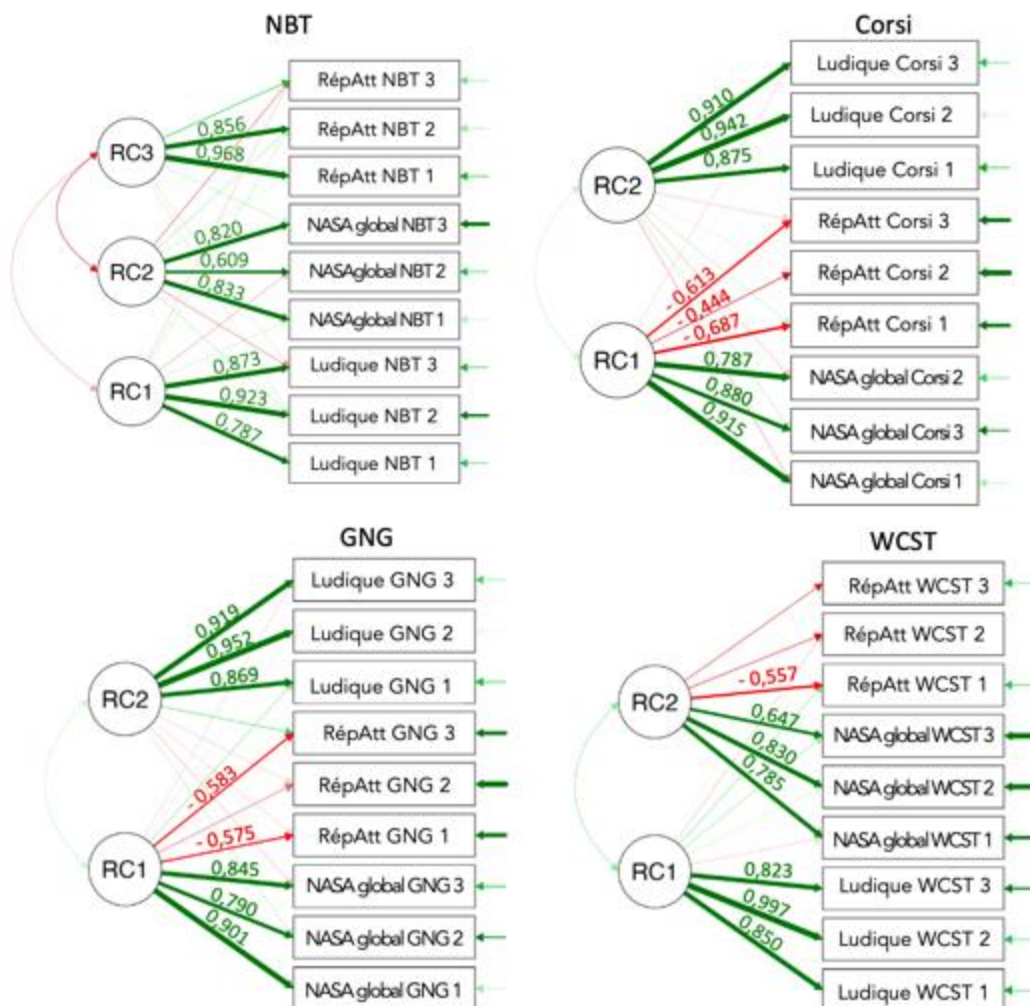 NBT
RépAtt NBT 3
0,856
RépAtt NBT 2
RC3
0,968
RépAtt NBT 1
0,820
NASA global NBT 3
RC2
0,609
NASAglobal NBT 2
0,833
NASAglobal NBT 1
0,873
Ludique NBT 3
RC1
0,923
Ludique NBT 2
0,787
Ludique NBT 1
Corsi
Ludique Corsi 3
0,910
Ludique Corsi 2
0,942
RC2
0,875
Ludique Corsi 1
RépAtt Corsi 3
- 0,613
RépAtt Corsi 2
- 0,444
RépAtt Corsi 1
- 0,687
RC1
0,787
NASA global Corsi 2
0,880
NASA global Corsi 3
0,915
NASA global Corsi 1
GNG
Ludique GNG 3
0,919
Ludique GNG 2
0,952
RC2
0,869
Ludique GNG 1
RépAtt GNG 3
- 0,583
RépAtt GNG 2
- 0,575
RépAtt GNG 1
RC1
0,845
NASA global GNG 3
0,790
NASA global GNG 2
0,901
NASA global GNG 1
WCST
RépAtt WCST 3
RépAtt WCST 2
- 0,557
RépAtt WCST 1
RC2
0,647
NASA global WCST 3
0,830
NASA global WCST 2
0,785
NASA global WCST 1
0,823
Ludique WCST 3
RC1
0,997
Ludique WCST 2
0,850
Ludique WCST 1